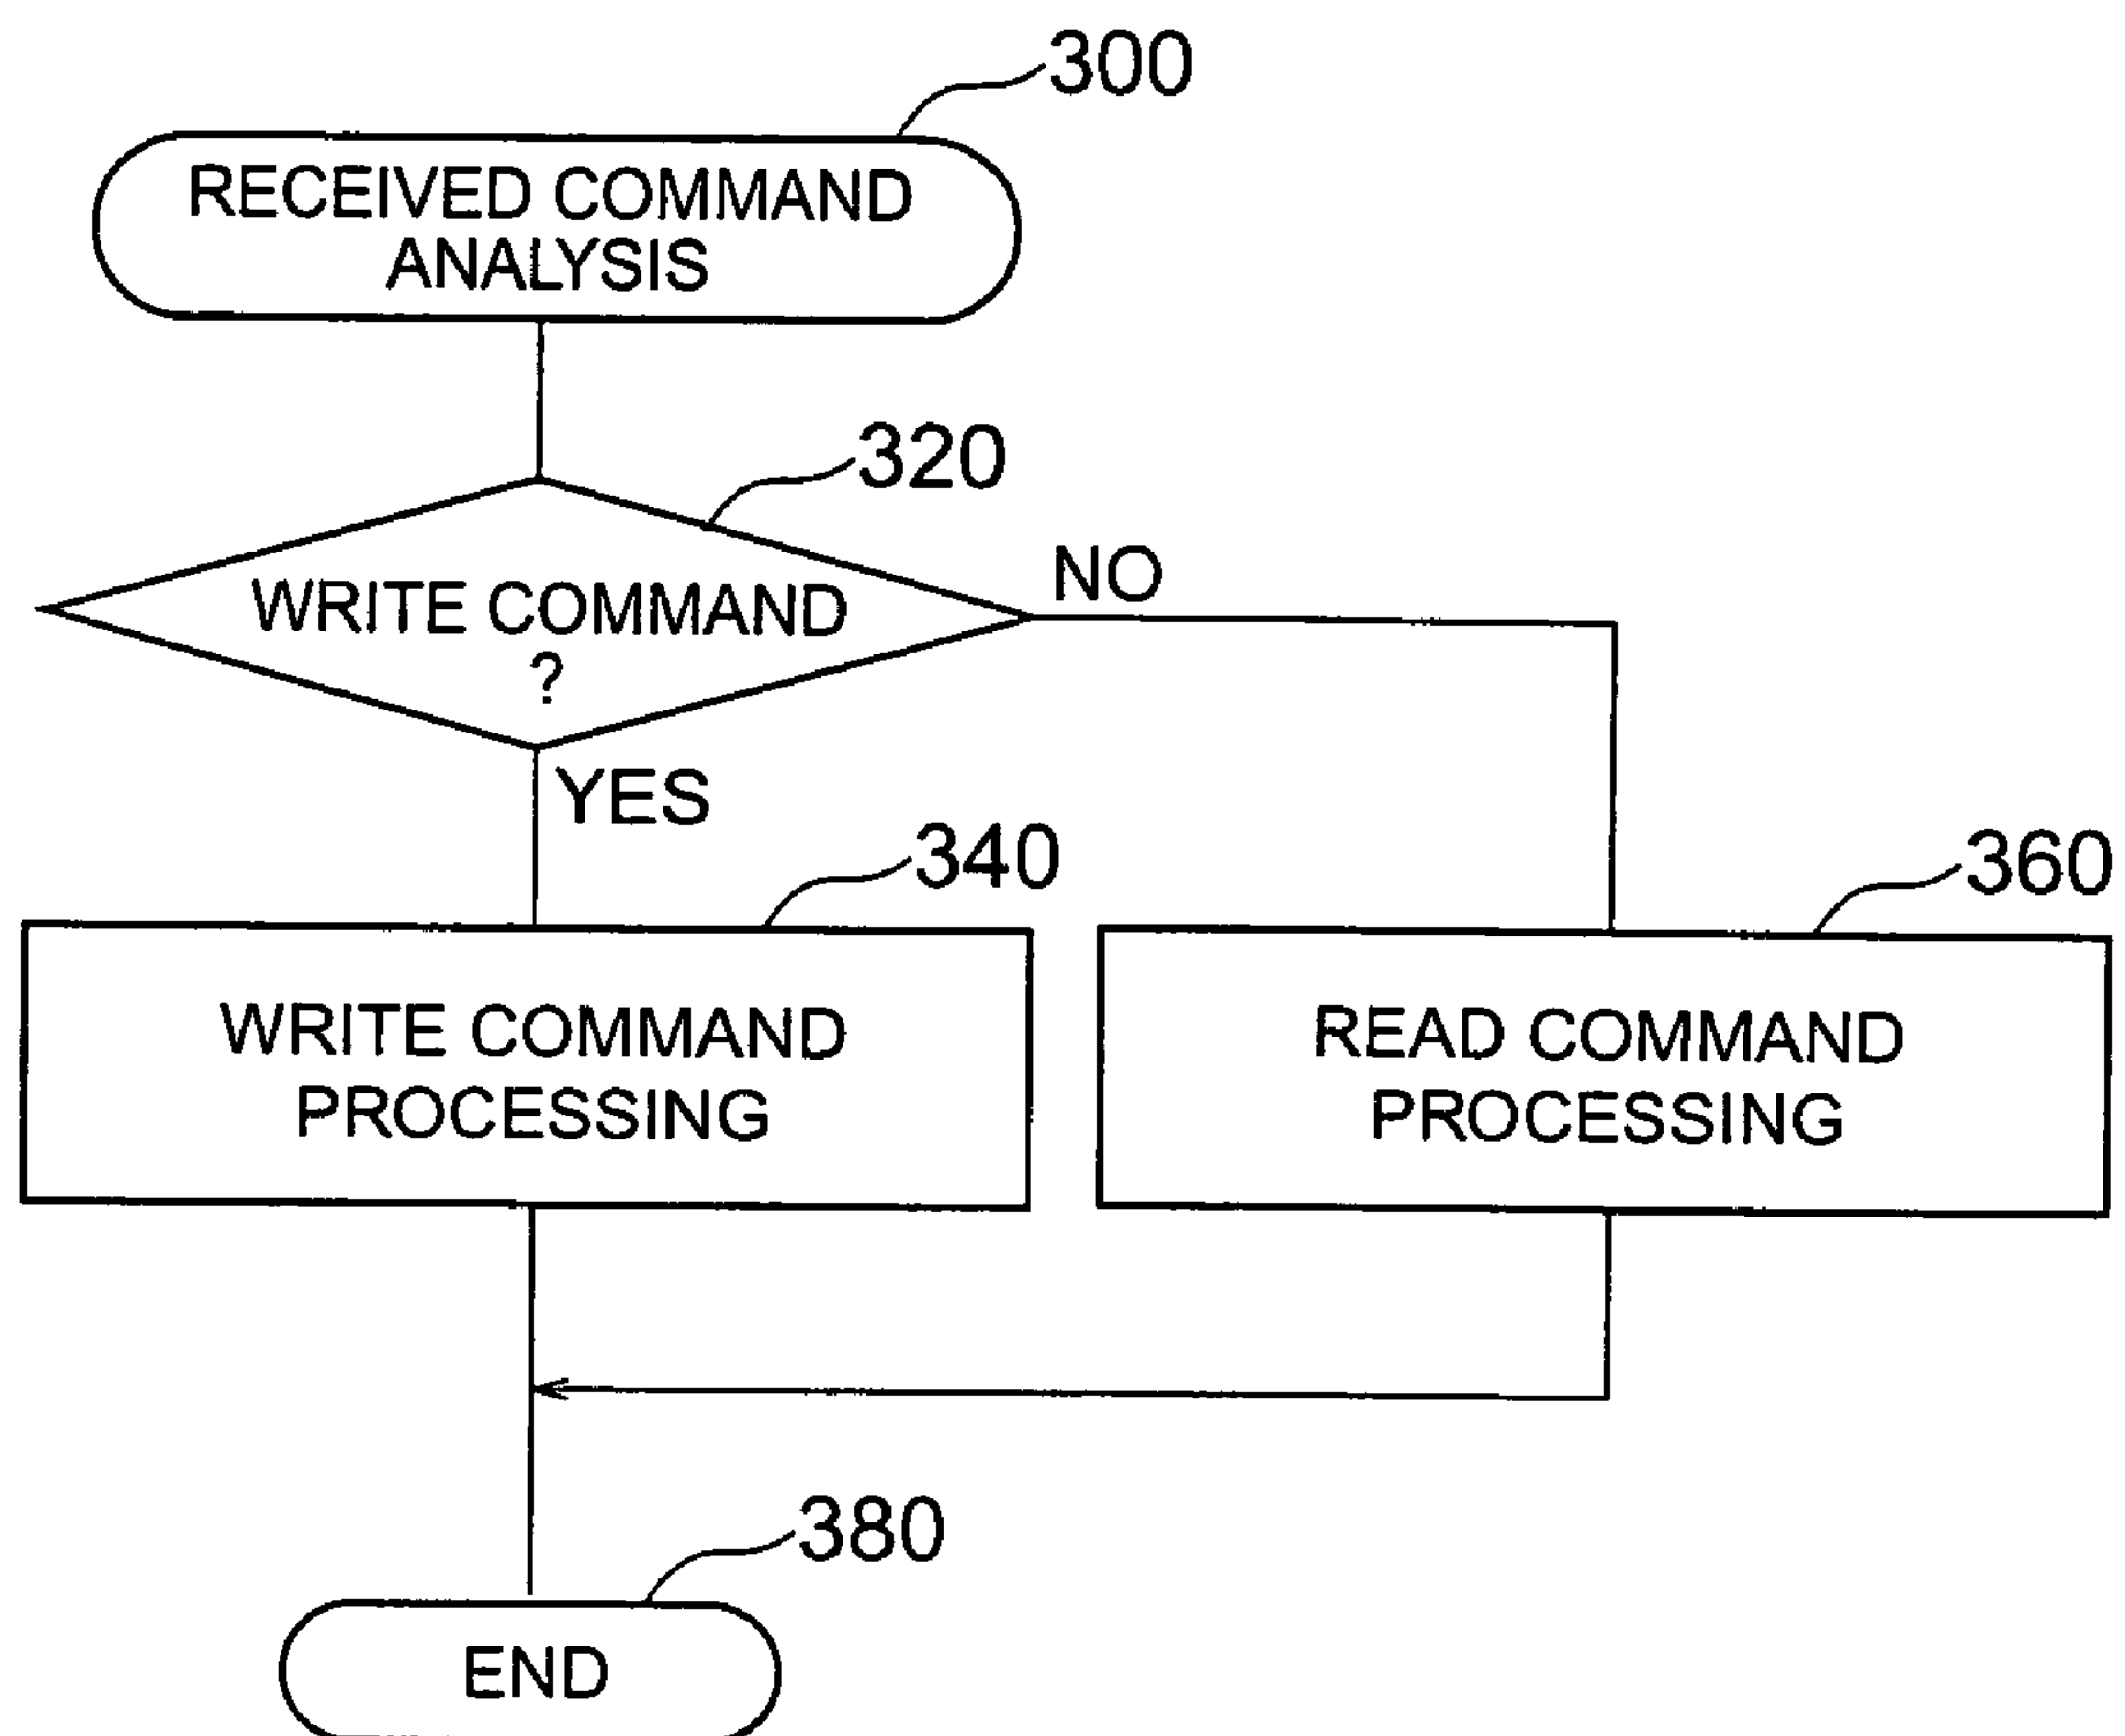 300
RECEIVED COMMAND
ANALYSIS
320
NO
WRITE COMMAND
?
YES
340
360
WRITE COMMAND
PROCESSING
READ COMMAND
PROCESSING
380
END